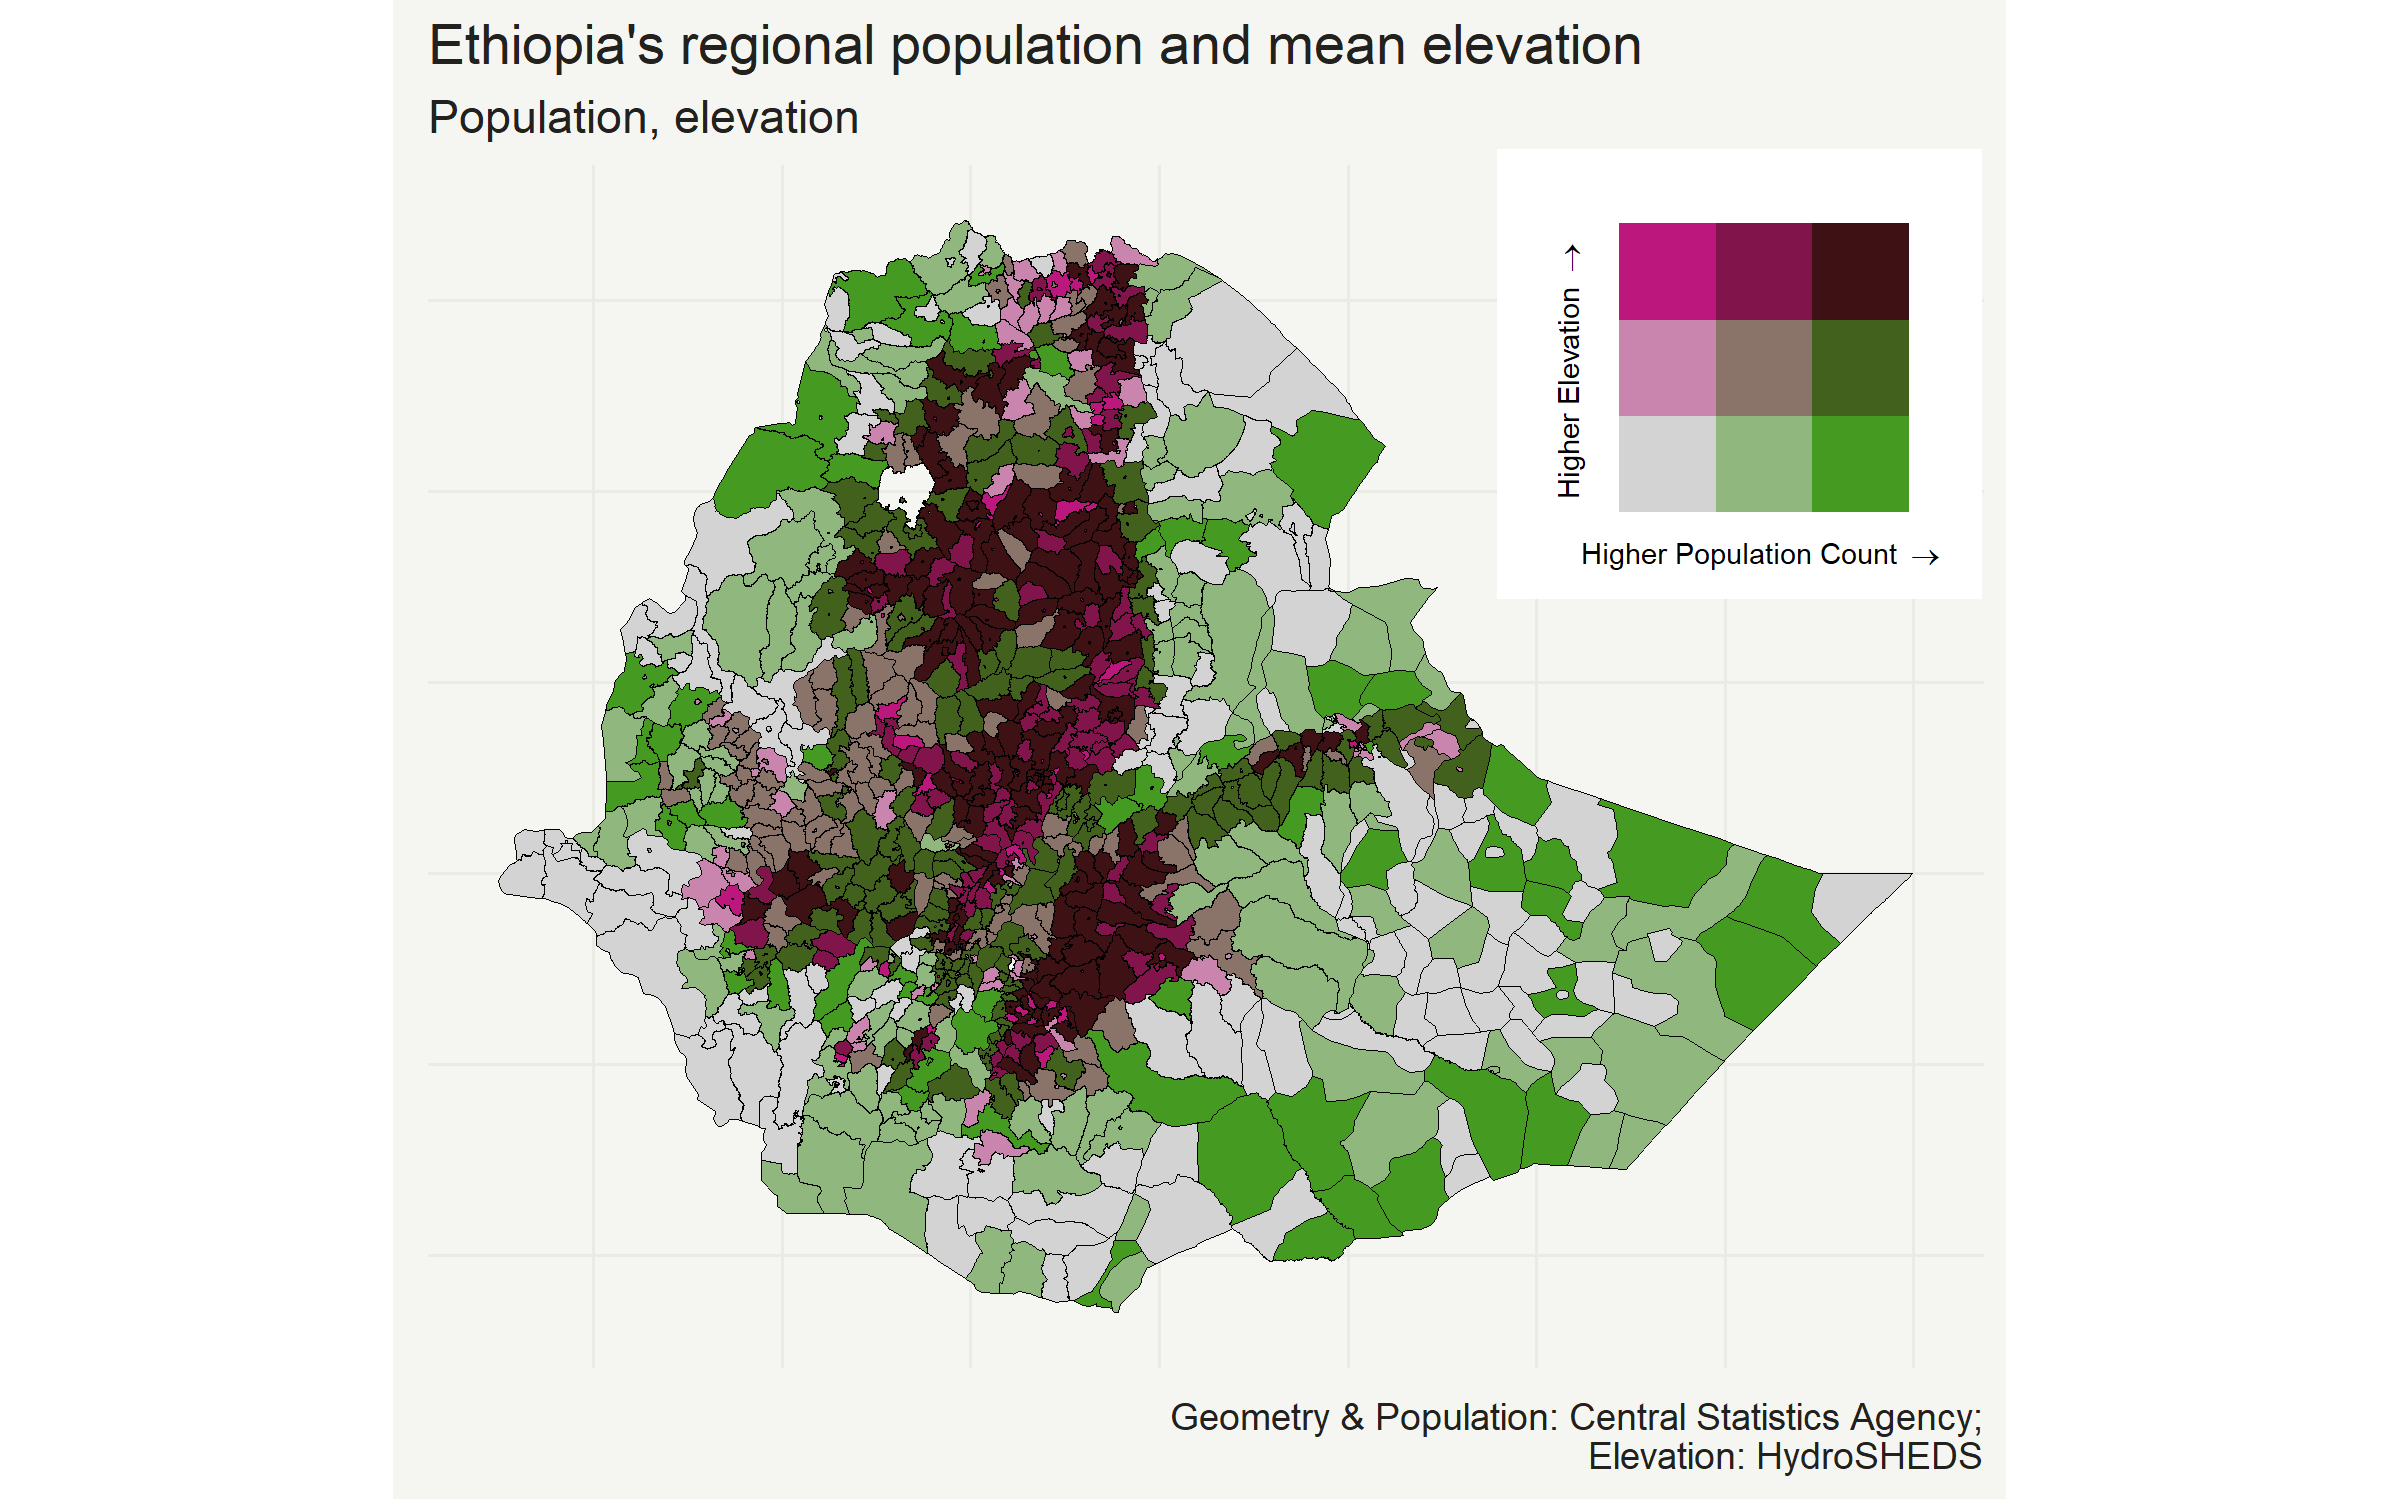 Ethiopia's regional population and mean elevation
Population, elevation
Higher Elevation →
Higher Population Count →
Geometry & Population: Central Statistics Agency;
Elevation: HydroSHEDS